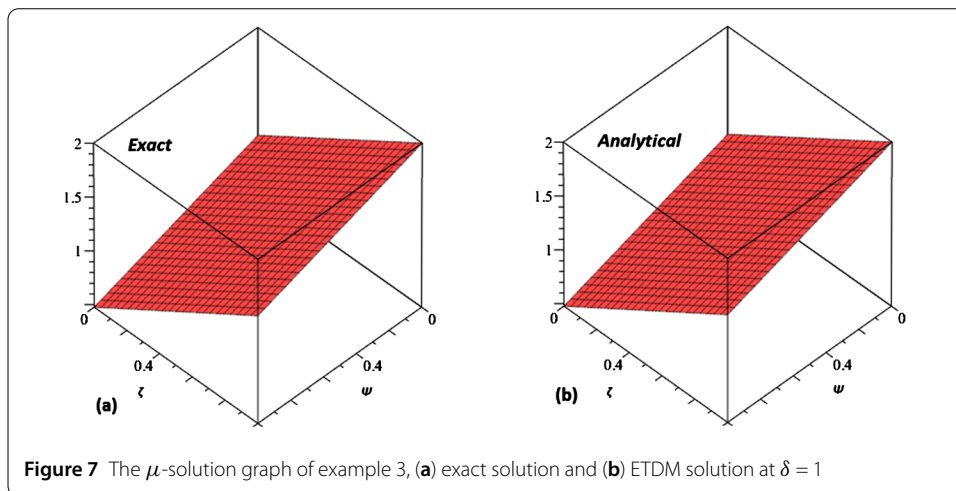 Exact
2
1.5
1
0
0.4
ζ
0.4
ψ
0
(a)
Analytical
2
1.5
1
0
0.4
ζ
0.4
ψ
0
(b)
Figure 7 The μ-solution graph of example 3, (a) exact solution and (b) ETDM solution at δ = 1